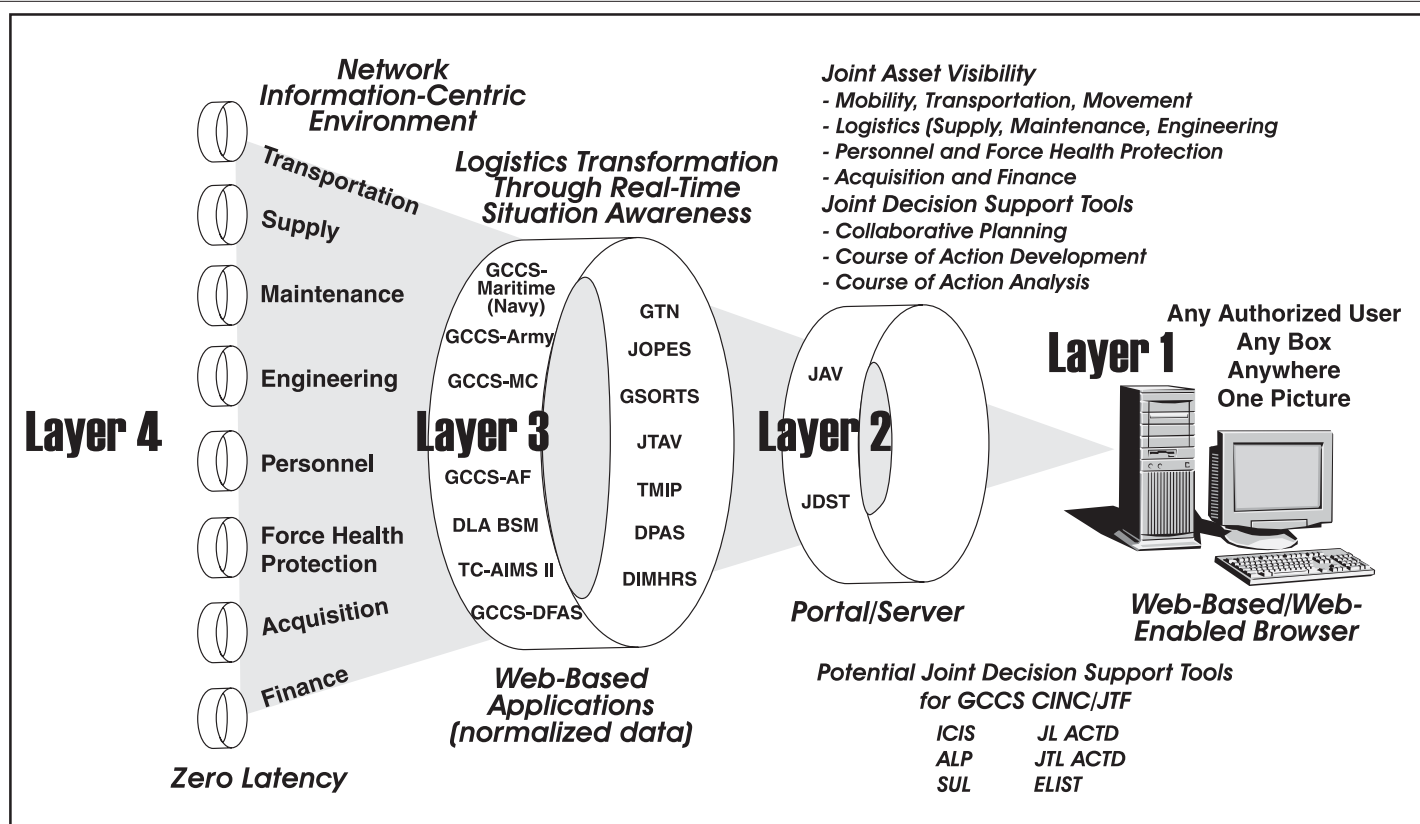 Network
Information-Centric
Environment
Transportation
Supply
Maintenance
Engineering
Personnel
Force Health
Protection
Acquisition
Finance
Layer 4
Zero Latency
Logistics Transformation
Through Real-Time
Situation Awareness
GCCS-
Maritime
(Navy)
GCCS-Army
GCCS-MC
Layer 3
GCCS-AF
DLA BSM
TC-AIMS II
GCCS-DFAS
GTN
JOPES
GSORTS
JTAV
TMIP
DPAS
DIMHRS
Web-Based
Applications
(normalized data)
Joint Asset Visibility
- Mobility, Transportation, Movement
- Logistics (Supply, Maintenance, Engineering
- Personnel and Force Health Protection
- Acquisition and Finance
Joint Decision Support Tools
- Collaborative Planning
- Course of Action Development
- Course of Action Analysis
JAV
Layer 2
JDST
Portal/Server
Layer 1
Any Authorized User
Any Box
Anywhere
One Picture
Web-Based/Web-
Enabled Browser
Potential Joint Decision Support Tools
for GCCS CINC/JTF
ICIS JL ACTD
ALP JTL ACTD
SUL ELIST